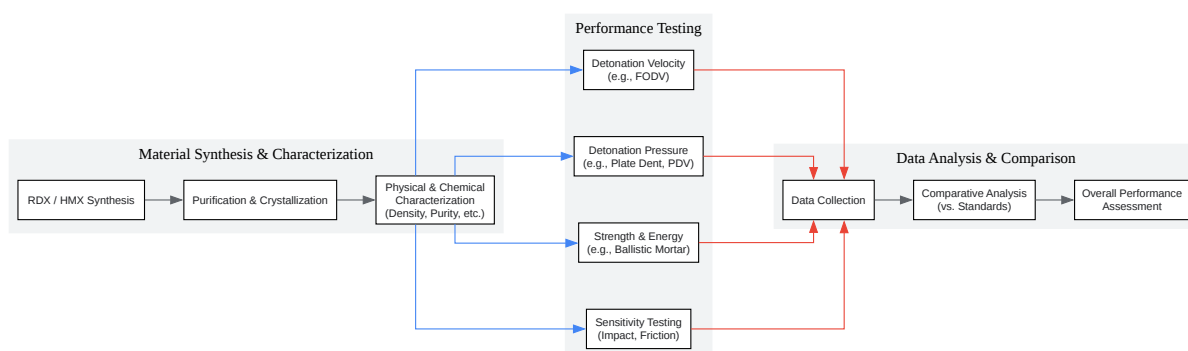 Performance Testing
Detonation Velocity
(e.g., FODV)
Detonation Pressure
(e.g., Plate Dent, PDV)
Strength & Energy
(e.g., Ballistic Mortar)
Sensitivity Testing
(Impact, Friction)
Material Synthesis & Characterization
RDX / HMX Synthesis
Purification & Crystallization
Physical & Chemical
Characterization
(Density, Purity, etc.)
Data Analysis & Comparison
Data Collection
Comparative Analysis
(vs. Standards)
Overall Performance
Assessment